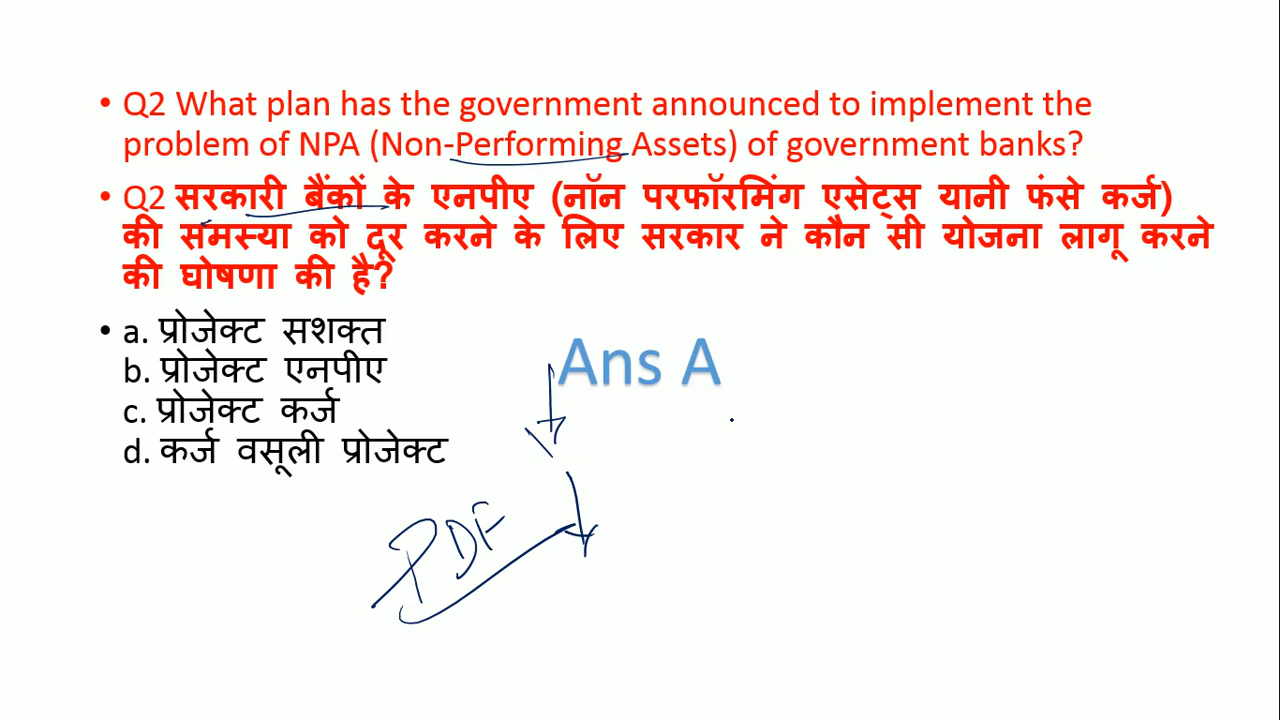 • Q2 What plan has the government announced to implement the
problem of NPA (Non-Performing Assets) of government banks?
• Q2 सरकारी बैंकों के एनपीए (नॉन परफॉरमिंग एसेट्स यानी फंसे कर्ज)
की समस्या को दूर करने के लिए सरकार ने कौन सी योजना लागू करने
की घोषणा की है?
• a. प्रोजेक्ट सशक्त
b. प्रोजेक्ट एनपीए
c. प्रोजेक्ट कर्ज
d. कर्ज वसूली प्रोजेक्ट
Ans A
PDF